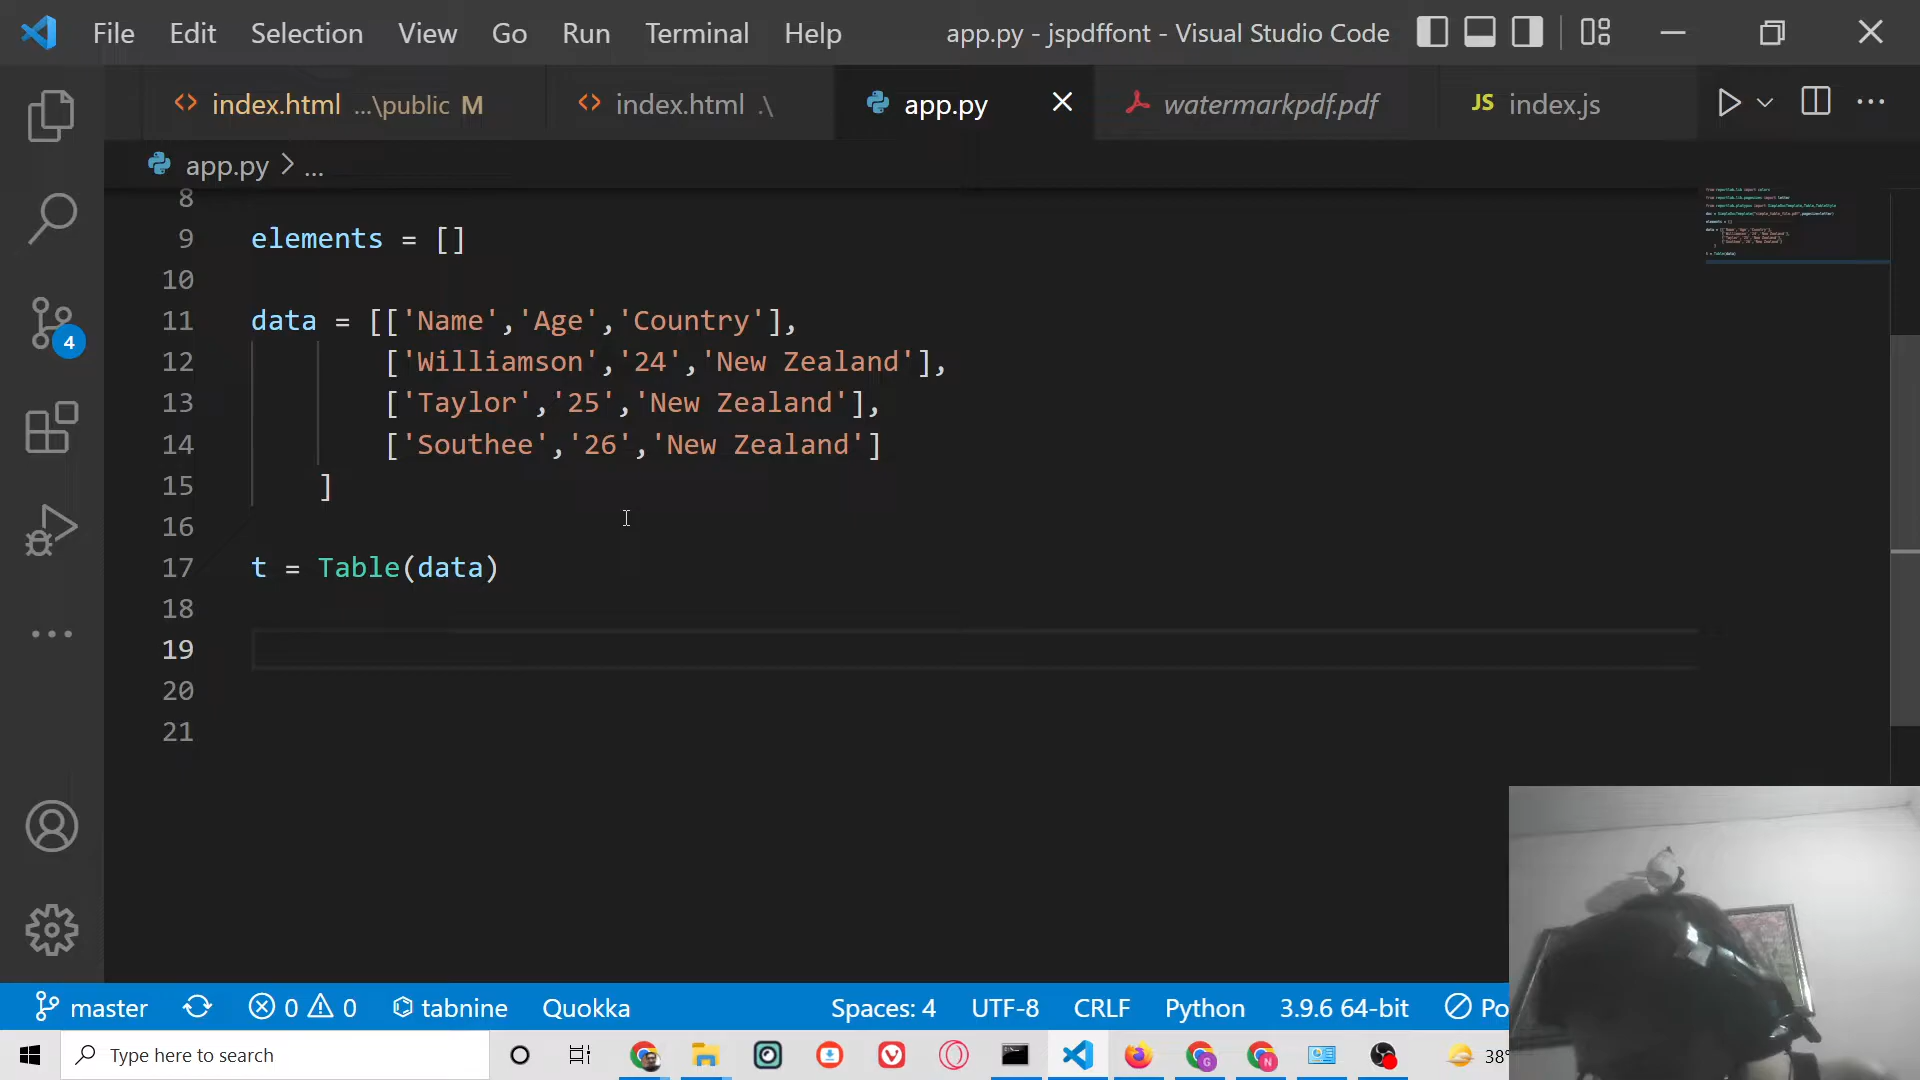 File Edit Selection View Go Run Terminal Help app.py - jspdffont - Visual Studio Code
index.html ...\public M index.html .\ app.py watermarkpdf.pdf JS index.js
app.py > ...
8
9 elements = []
10
11 data = [['Name','Age','Country'],
12 ['Williamson','24','New Zealand'],
13 ['Taylor','25','New Zealand'],
14 ['Southee','26','New Zealand']
15 ]
16
17 t = Table(data)
18
19
20
21
4
master 0 0 tabnine Quokka Spaces: 4 UTF-8 CRLF Python 3.9.6 64-bit Po
Type here to search 38°